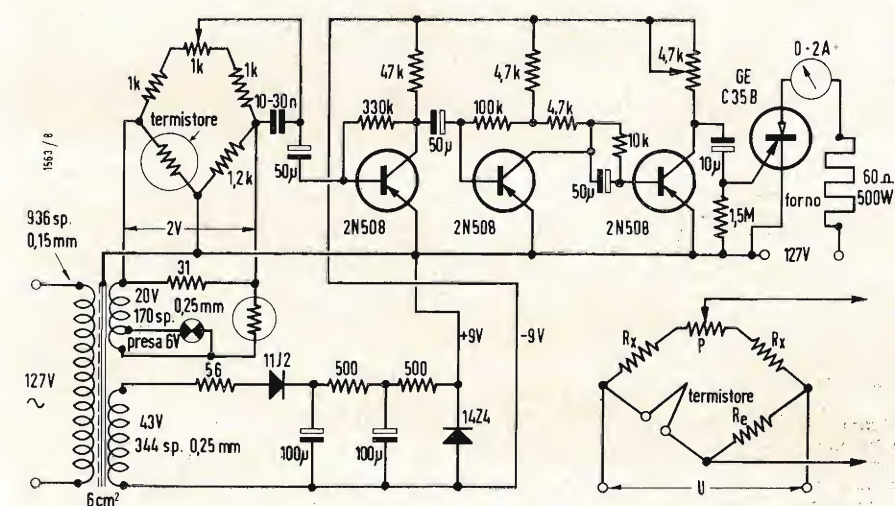 1k
1k
1k
termistore
1,2k
10-30n
50µ
2V
330k
47k
50µ
2N508
100k
4,7k
4,7k
2N508
50µ
10k
4,7k
2N508
10µ
1,5M
GE
C35B
0-2A
forno
60Ω
500W
127V
1563/8
936 sp.
0,15mm
127V
~
6cm²
31
20V
0,25mm
170 sp.
presa 6V
56
11J2
500
500
43V
344 sp. 0,25mm
100µ
100µ
14Z4
+9V
-9V
Rx
P
Rx
termistore
Re
U